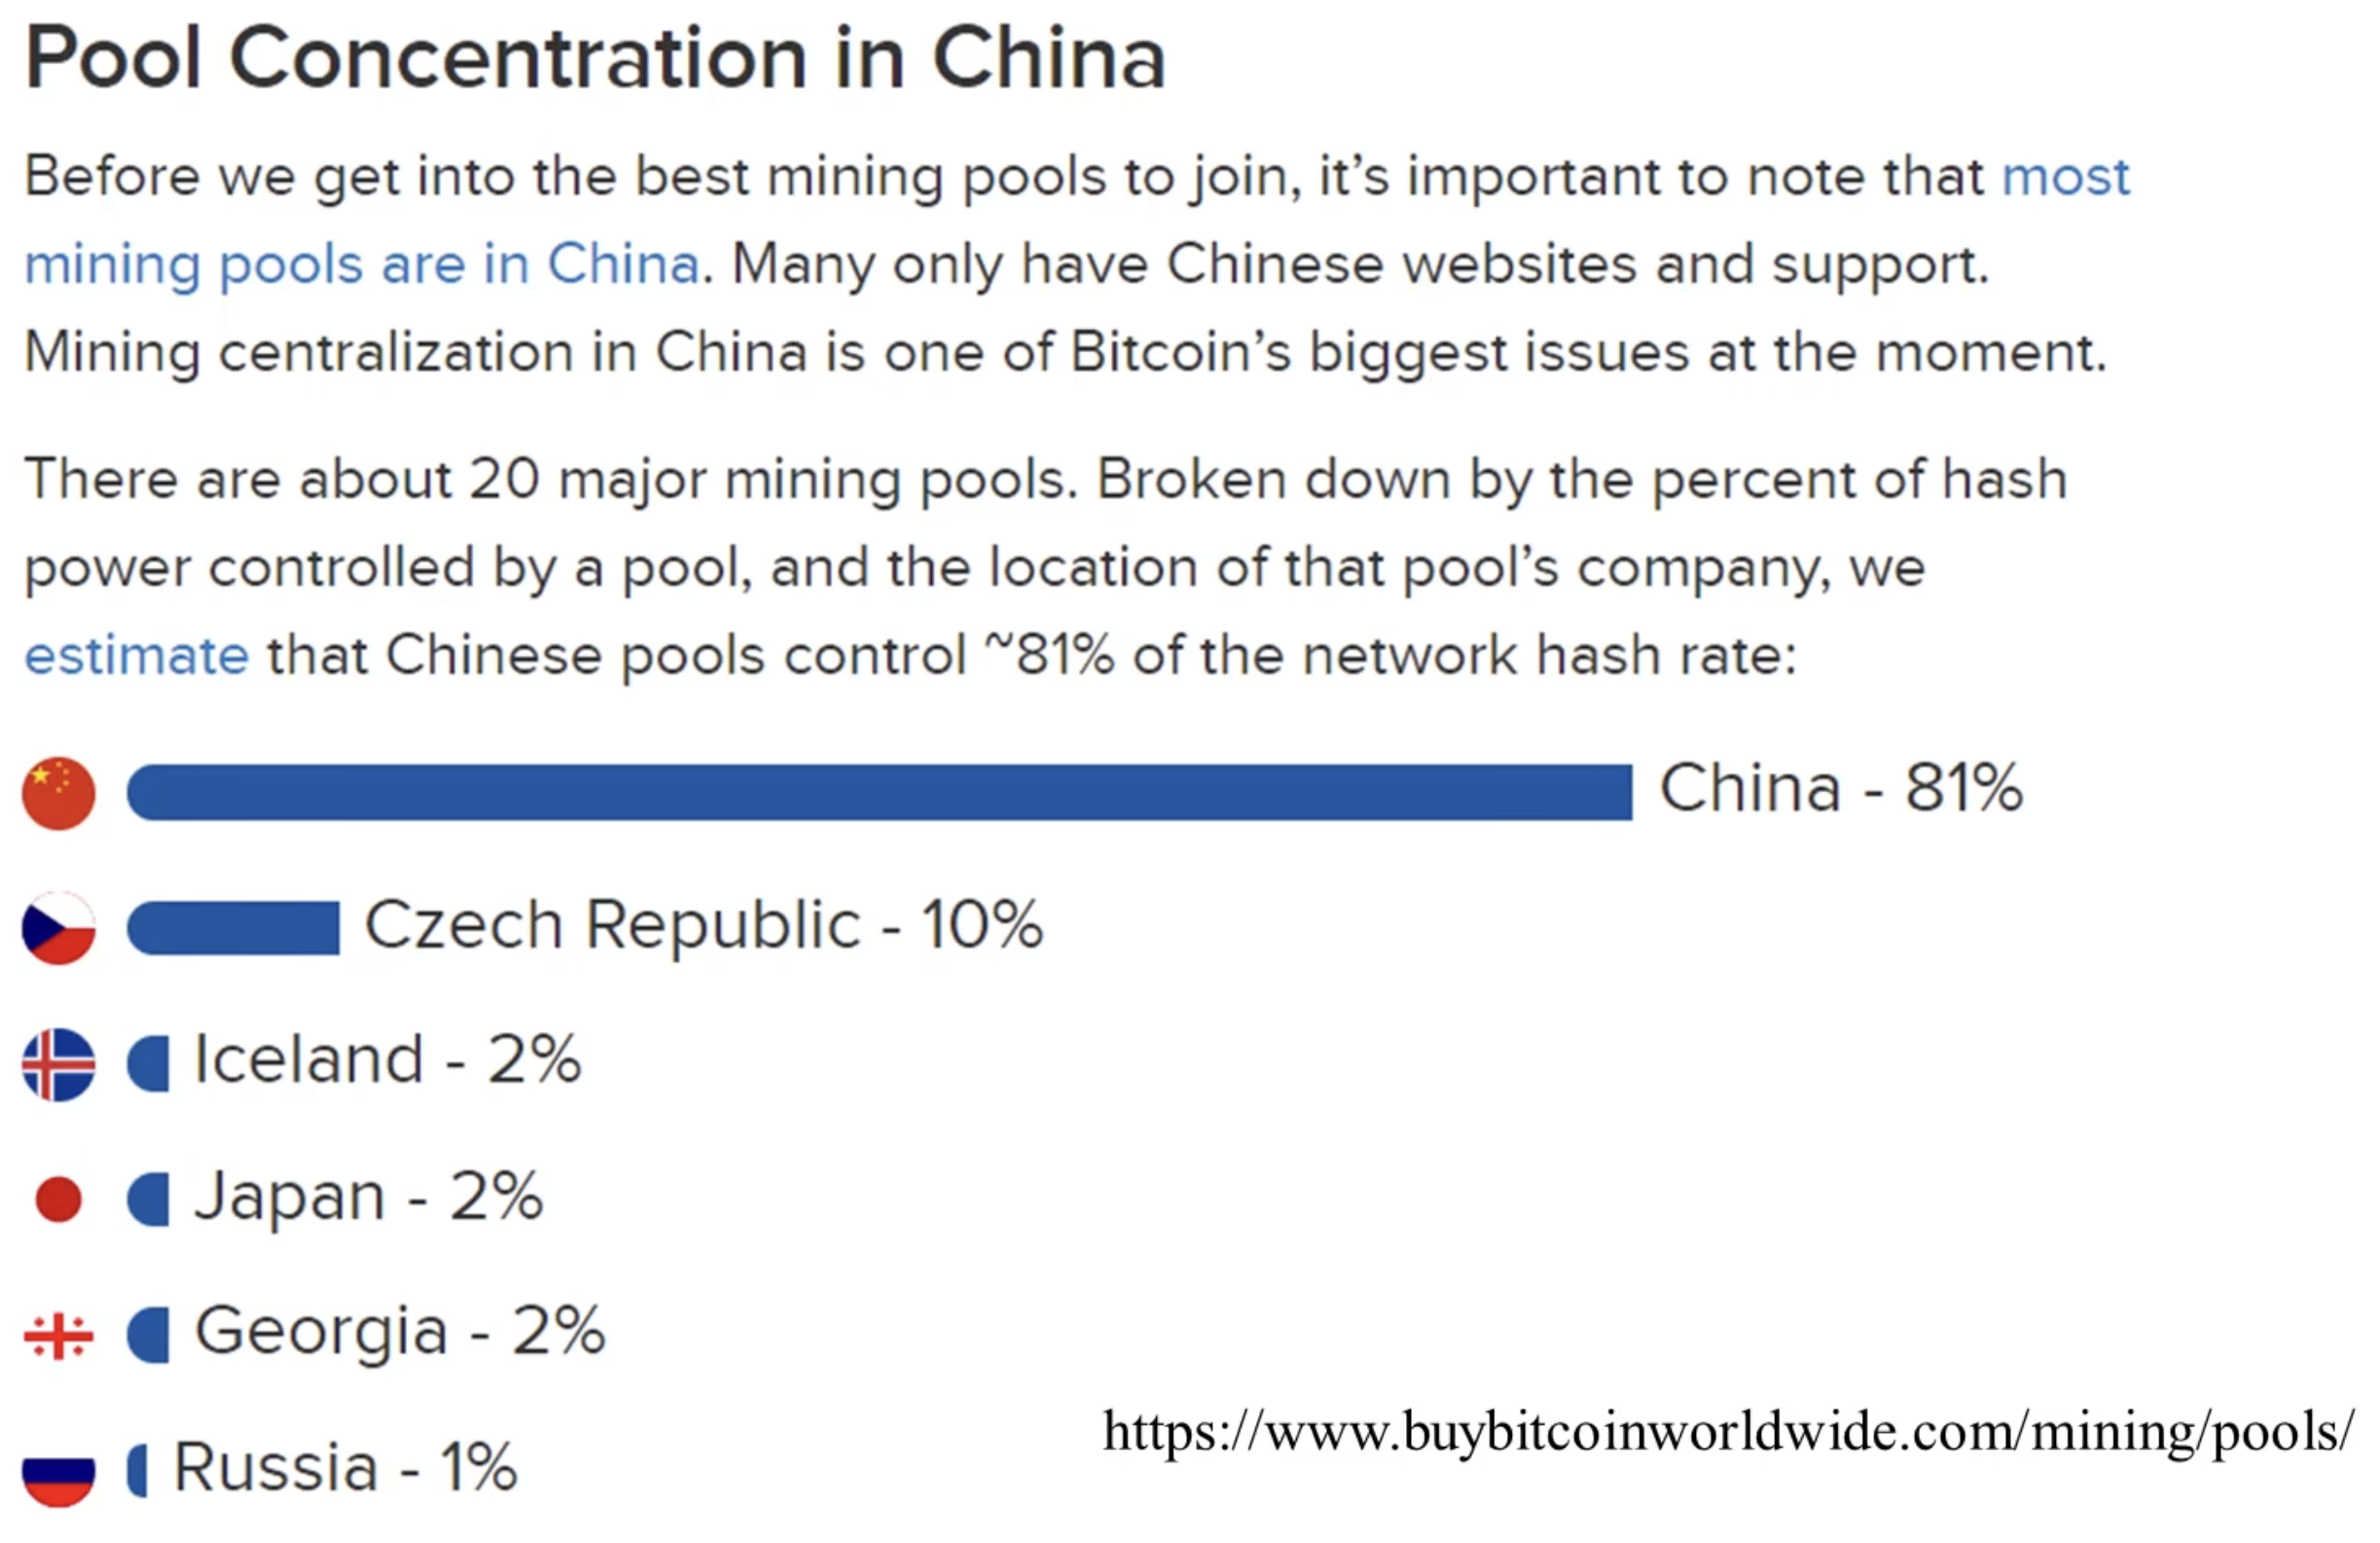 Pool Concentration in China
Before we get into the best mining pools to join, it’s important to note that most
mining pools are in China. Many only have Chinese websites and support.
Mining centralization in China is one of Bitcoin’s biggest issues at the moment.
There are about 20 major mining pools. Broken down by the percent of hash
power controlled by a pool, and the location of that pool’s company, we
estimate that Chinese pools control ~81% of the network hash rate:
China - 81%
Czech Republic - 10%
Iceland - 2%
Japan - 2%
Georgia - 2%
Russia - 1%
https://www.buybitcoinworldwide.com/mining/pools/